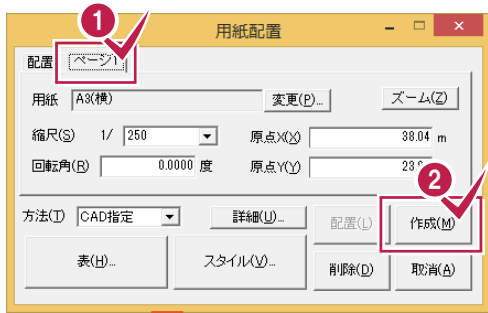 1
用紙配置
配置 ページ1
用紙 A3(横) 変更(P)... ズーム(Z)
縮尺(S) 1/ 250 原点X(X) 38.04 m
回転角(R) 0.0000 度 原点Y(Y)
2
方法(T) CAD指定 詳細(U)... 配置(L) 作成(M)
表(H)... スタイル(V)... 削除(D) 取消(A)